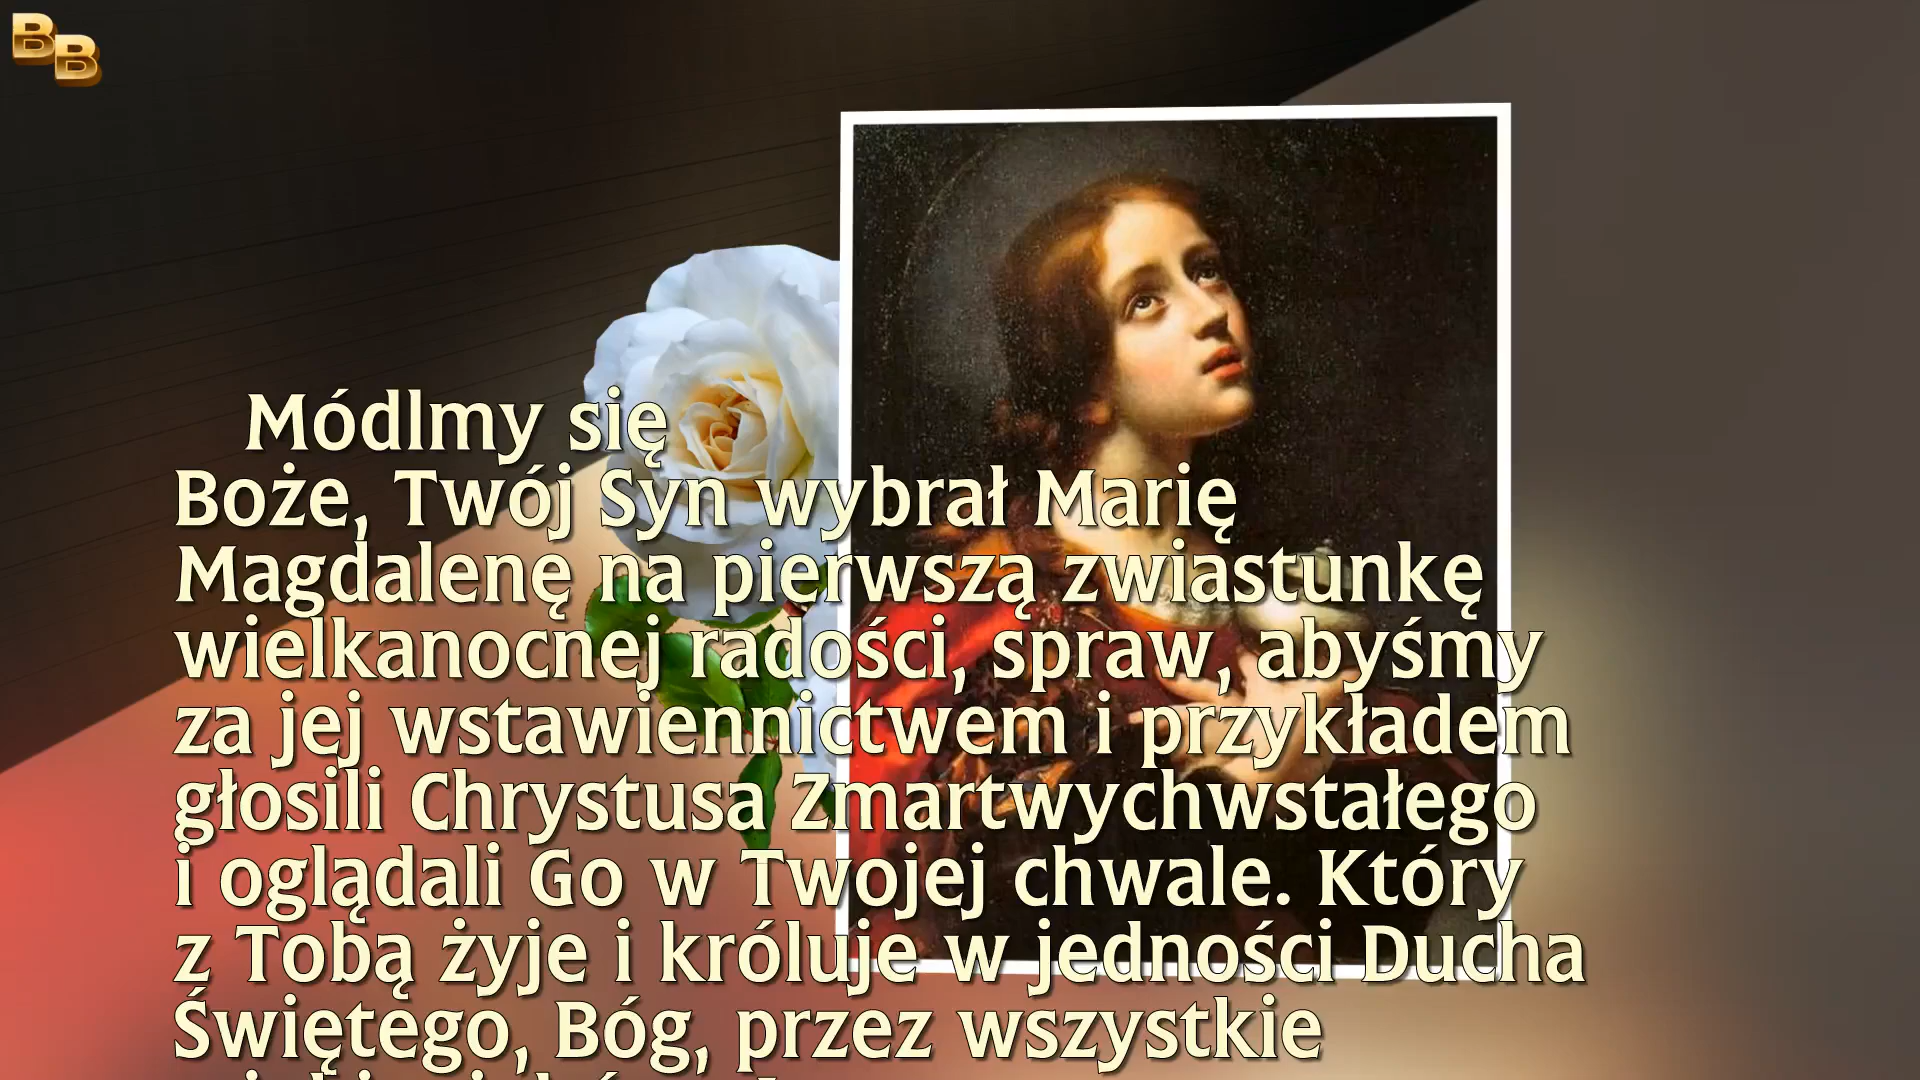 BB
Módlmy się
Boże, Twój Syn wybrał Marię
Magdalenę na pierwszą zwiastunkę
wielkanocnej radości, spraw, abyśmy
za jej wstawiennictwem i przykładem
głosili Chrystusa Zmartwychwstałego
i oglądali Go w Twojej chwale. Który
z Tobą żyje i króluje w jedności Ducha
Świętego, Bóg, przez wszystkie